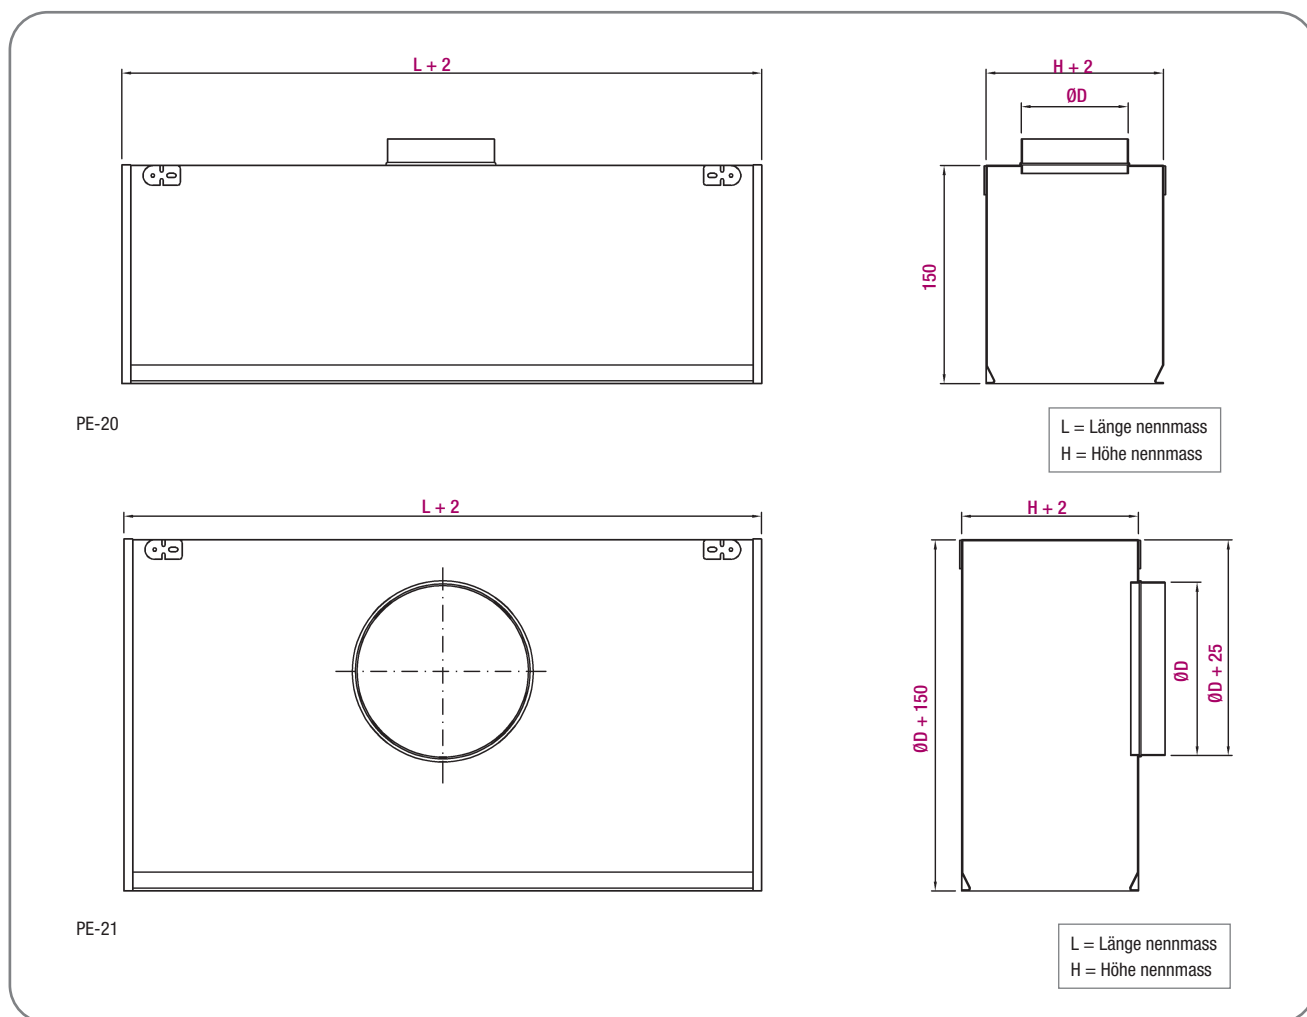 L + 2
H + 2
ØD
150
PE-20
L = Länge nennmass
H = Höhe nennmass
L + 2
H + 2
ØD + 150
ØD
ØD + 25
PE-21
L = Länge nennmass
H = Höhe nennmass